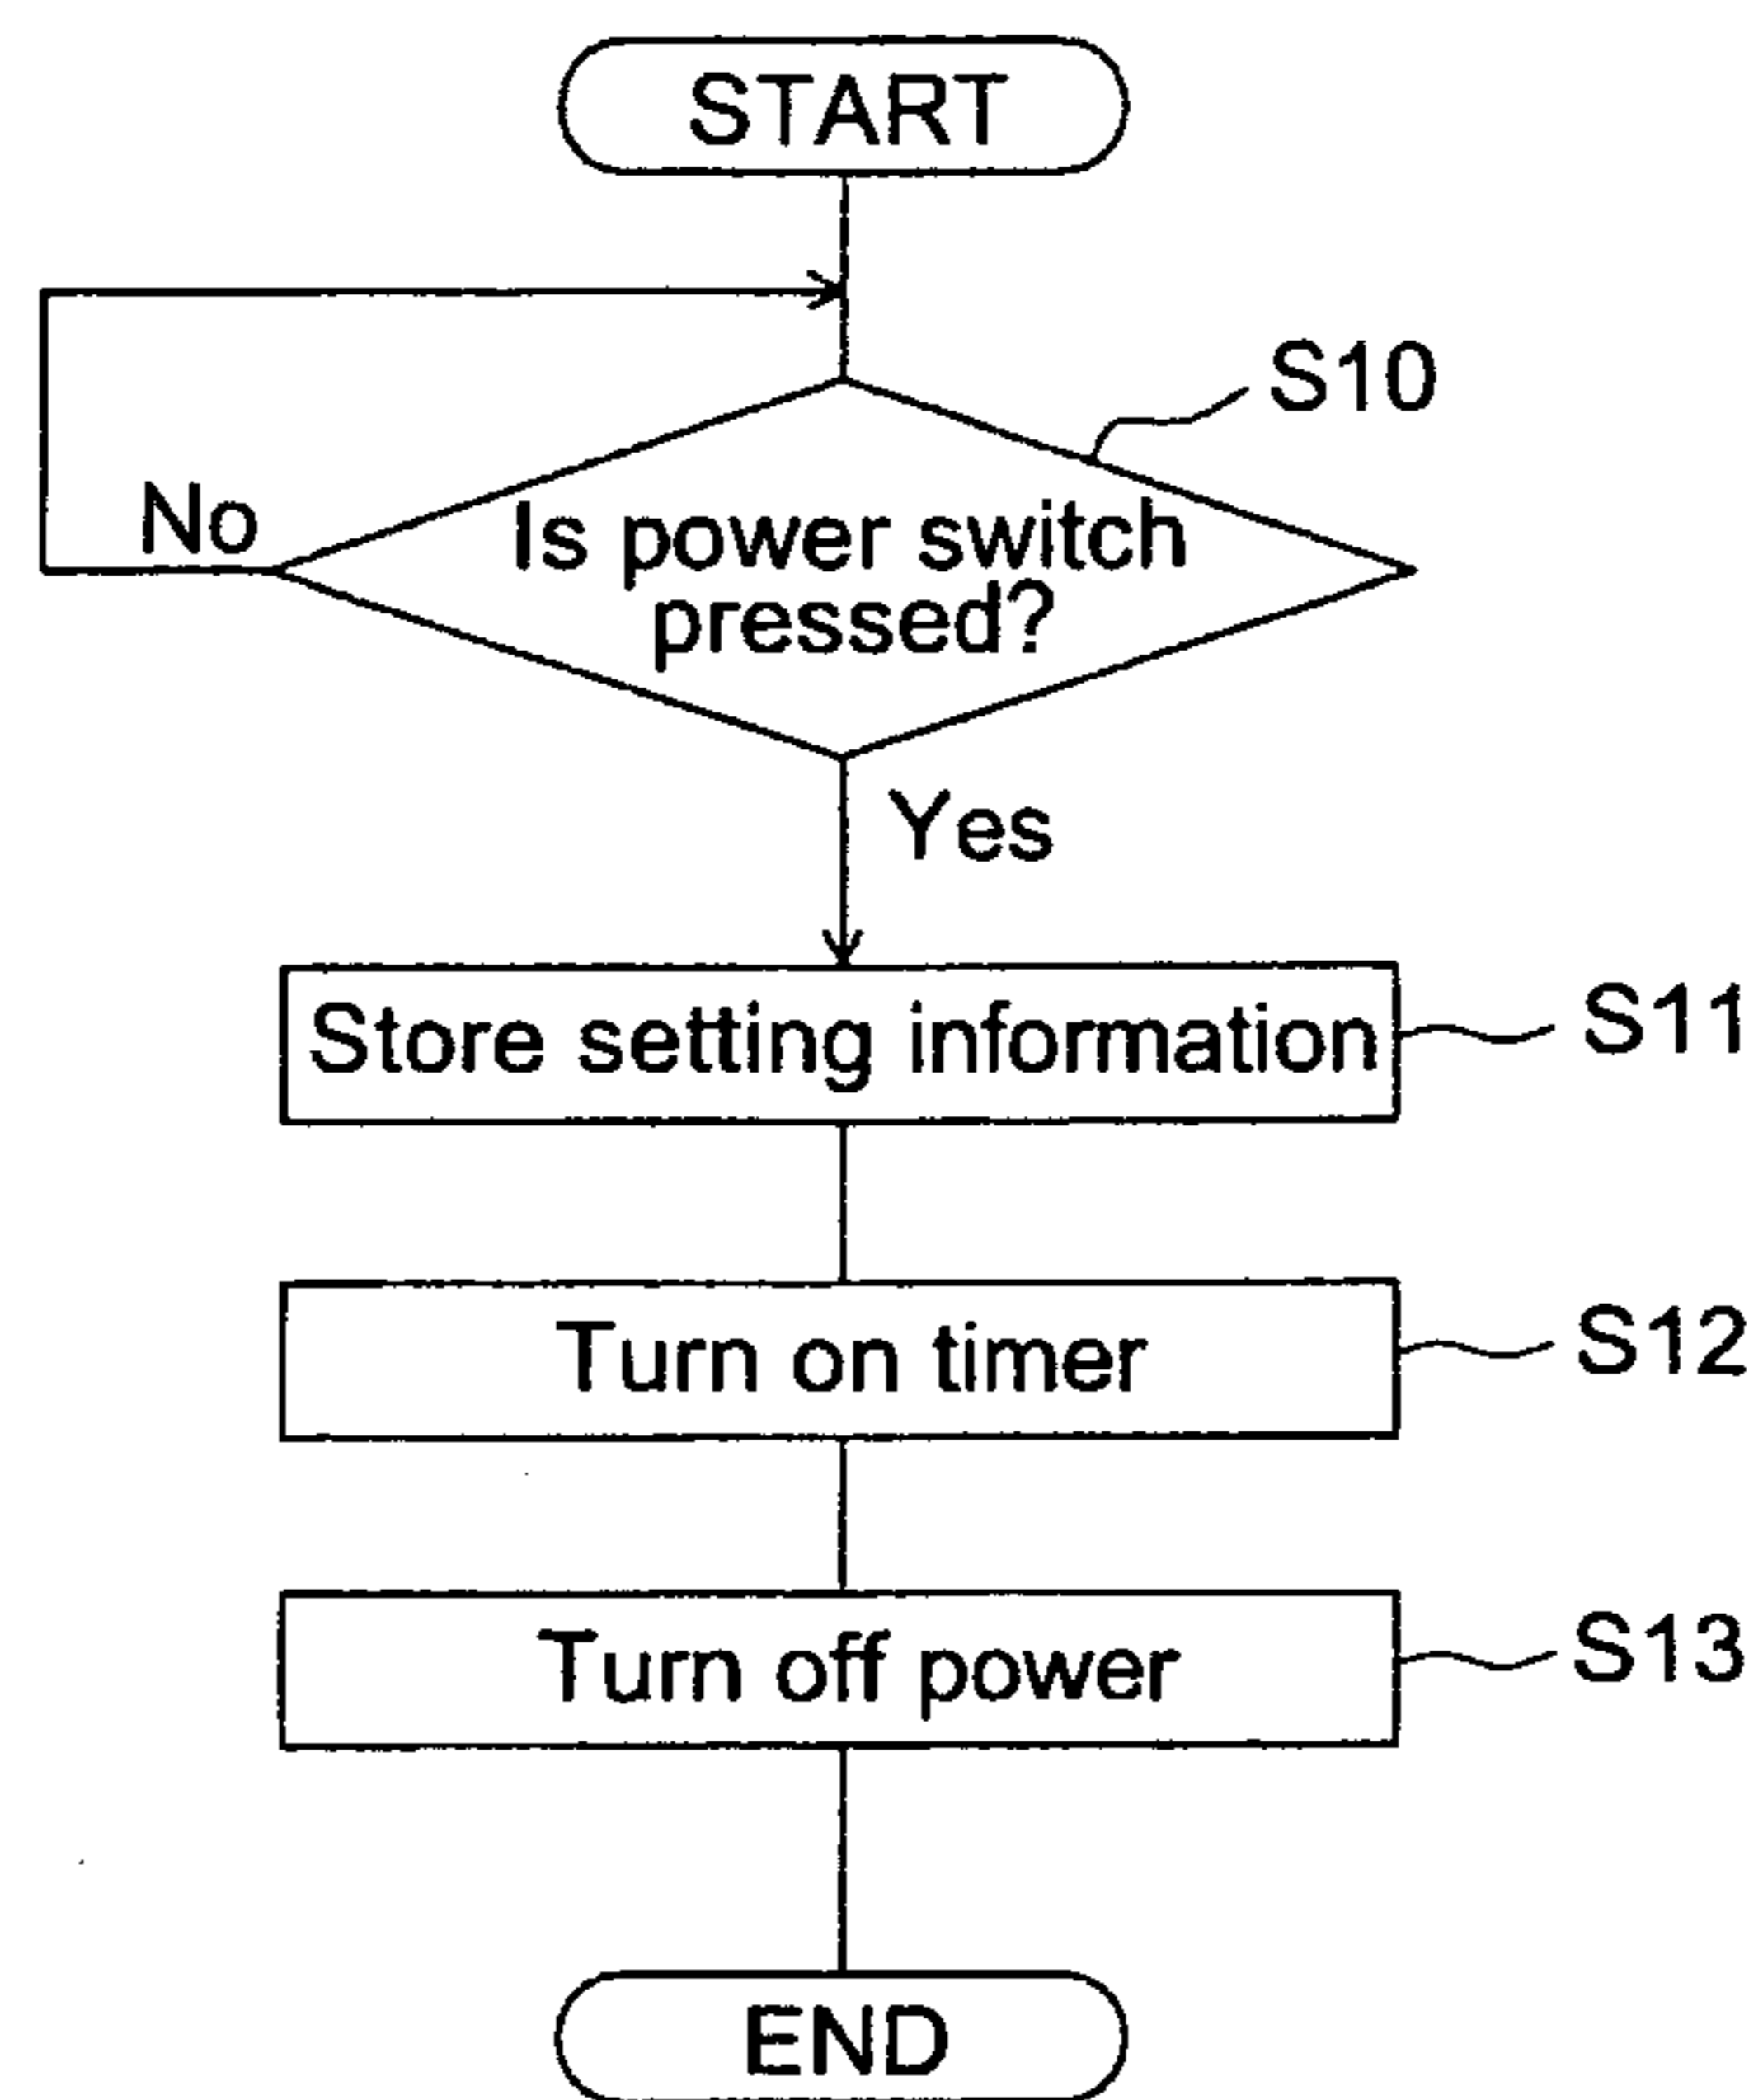 START
S10
No
Is power switch
pressed?
Yes
Store setting information
S11
Turn on timer
S12
Turn off power
S13
END